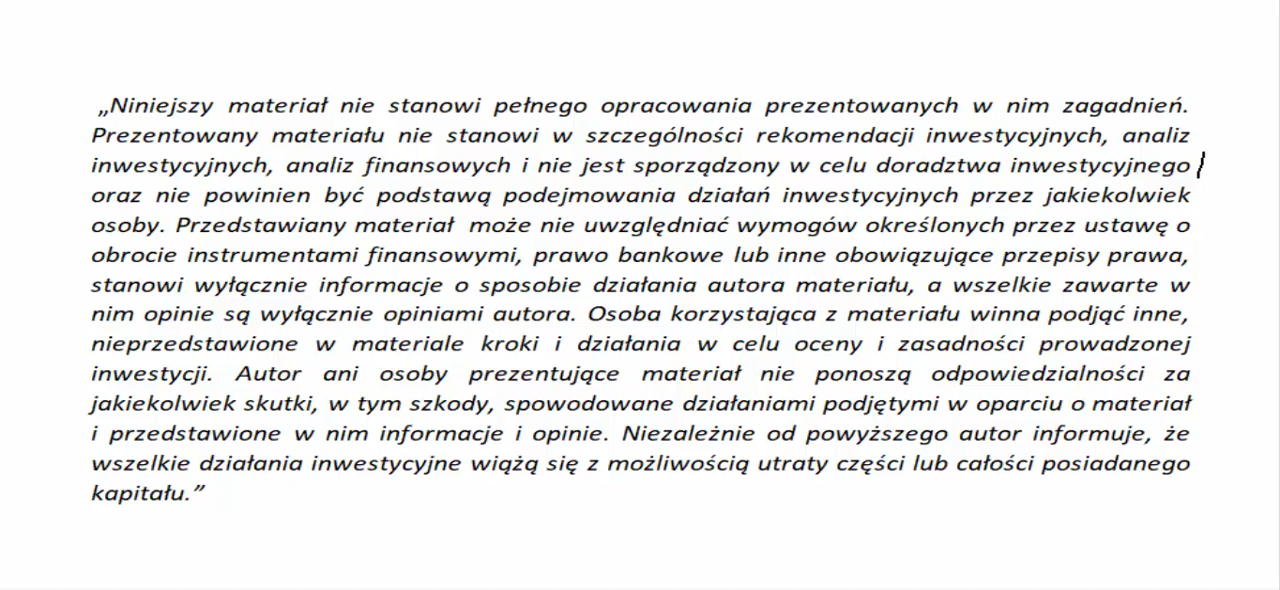 „Niniejszy materiał nie stanowi pełnego opracowania prezentowanych w nim zagadnień.
Prezentowany materiału nie stanowi w szczególności rekomendacji inwestycyjnych, analiz
inwestycyjnych, analiz finansowych i nie jest sporządzony w celu doradztwa inwestycyjnego
oraz nie powinien być podstawą podejmowania działań inwestycyjnych przez jakiekolwiek
osoby. Przedstawiany materiał może nie uwzględniać wymogów określonych przez ustawę o
obrocie instrumentami finansowymi, prawo bankowe lub inne obowiązujące przepisy prawa,
stanowi wyłącznie informacje o sposobie działania autora materiału, a wszelkie zawarte w
nim opinie są wyłącznie opiniami autora. Osoba korzystająca z materiału winna podjąć inne,
nieprzedstawione w materiale kroki i działania w celu oceny i zasadności prowadzonej
inwestycji. Autor ani osoby prezentujące materiał nie ponoszą odpowiedzialności za
jakiekolwiek skutki, w tym szkody, spowodowane działaniami podjętymi w oparciu o materiał
i przedstawione w nim informacje i opinie. Niezależnie od powyższego autor informuje, że
wszelkie działania inwestycyjne wiążą się z możliwością utraty części lub całości posiadanego
kapitału.”